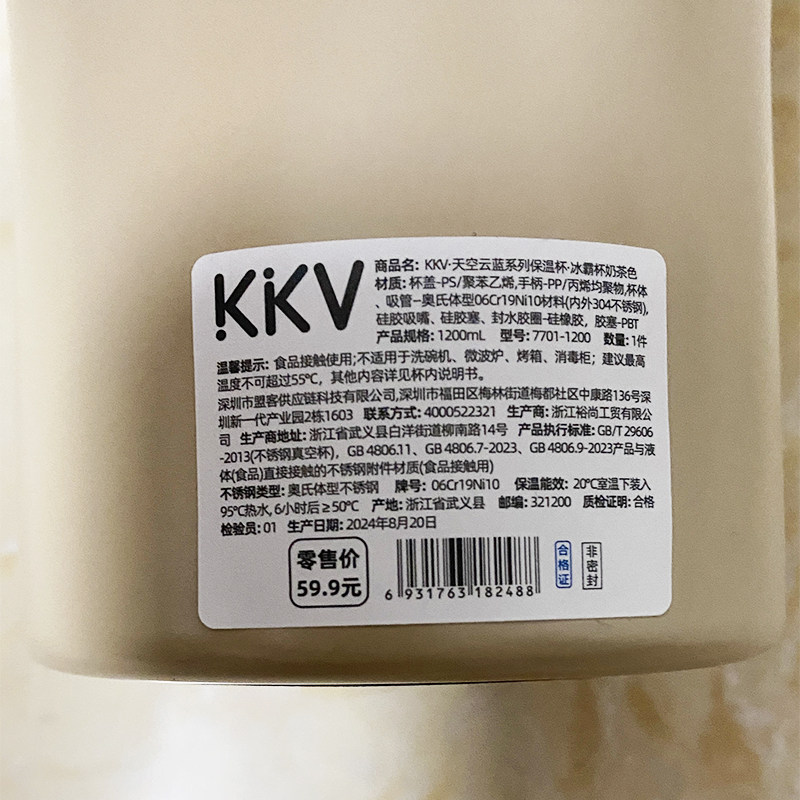 KKV
商品名: KKV·天空云蓝系列保温杯·冰霸杯奶茶色
材质: 杯盖-PS/聚苯乙烯,手柄-PP/丙烯均聚物,杯体
、吸管-奥氏体型06Cr19Ni10材料(内外304不锈钢),
硅胶吸嘴、硅胶塞、封水胶圈-硅橡胶, 胶塞-PBT
产品规格: 1200mL 型号: 7701-1200 数量: 1件
温馨提示: 食品接触使用;不适用于洗碗机、微波炉、烤箱、消毒柜; 建议最高
温度不可超过55℃, 其他内容详见杯内说明书。
深圳市盟客供应链科技有限公司,深圳市福田区梅林街道梅都社区中康路136号深
圳新一代产业园2栋1603 联系方式: 4000522321 生产商: 浙江裕尚工贸有限公
司 生产商地址: 浙江省武义县白洋街道柳南路14号 产品执行标准: GB/T 29606
-2013(不锈钢真空杯), GB 4806.11、GB 4806.7-2023、GB 4806.9-2023产品与液
体(食品)直接接触的不锈钢附件材质(食品接触用)
不锈钢类型: 奥氏体型不锈钢 牌号: 06Cr19Ni10 保温能效: 20℃室温下装入
95℃热水, 6小时后≥50℃ 产地: 浙江省武义县 邮编: 321200 质检证明: 合格
检验员: 01 生产日期: 2024年8月20日
零售价
59.9元
6 931763 182488
合格证
非密封